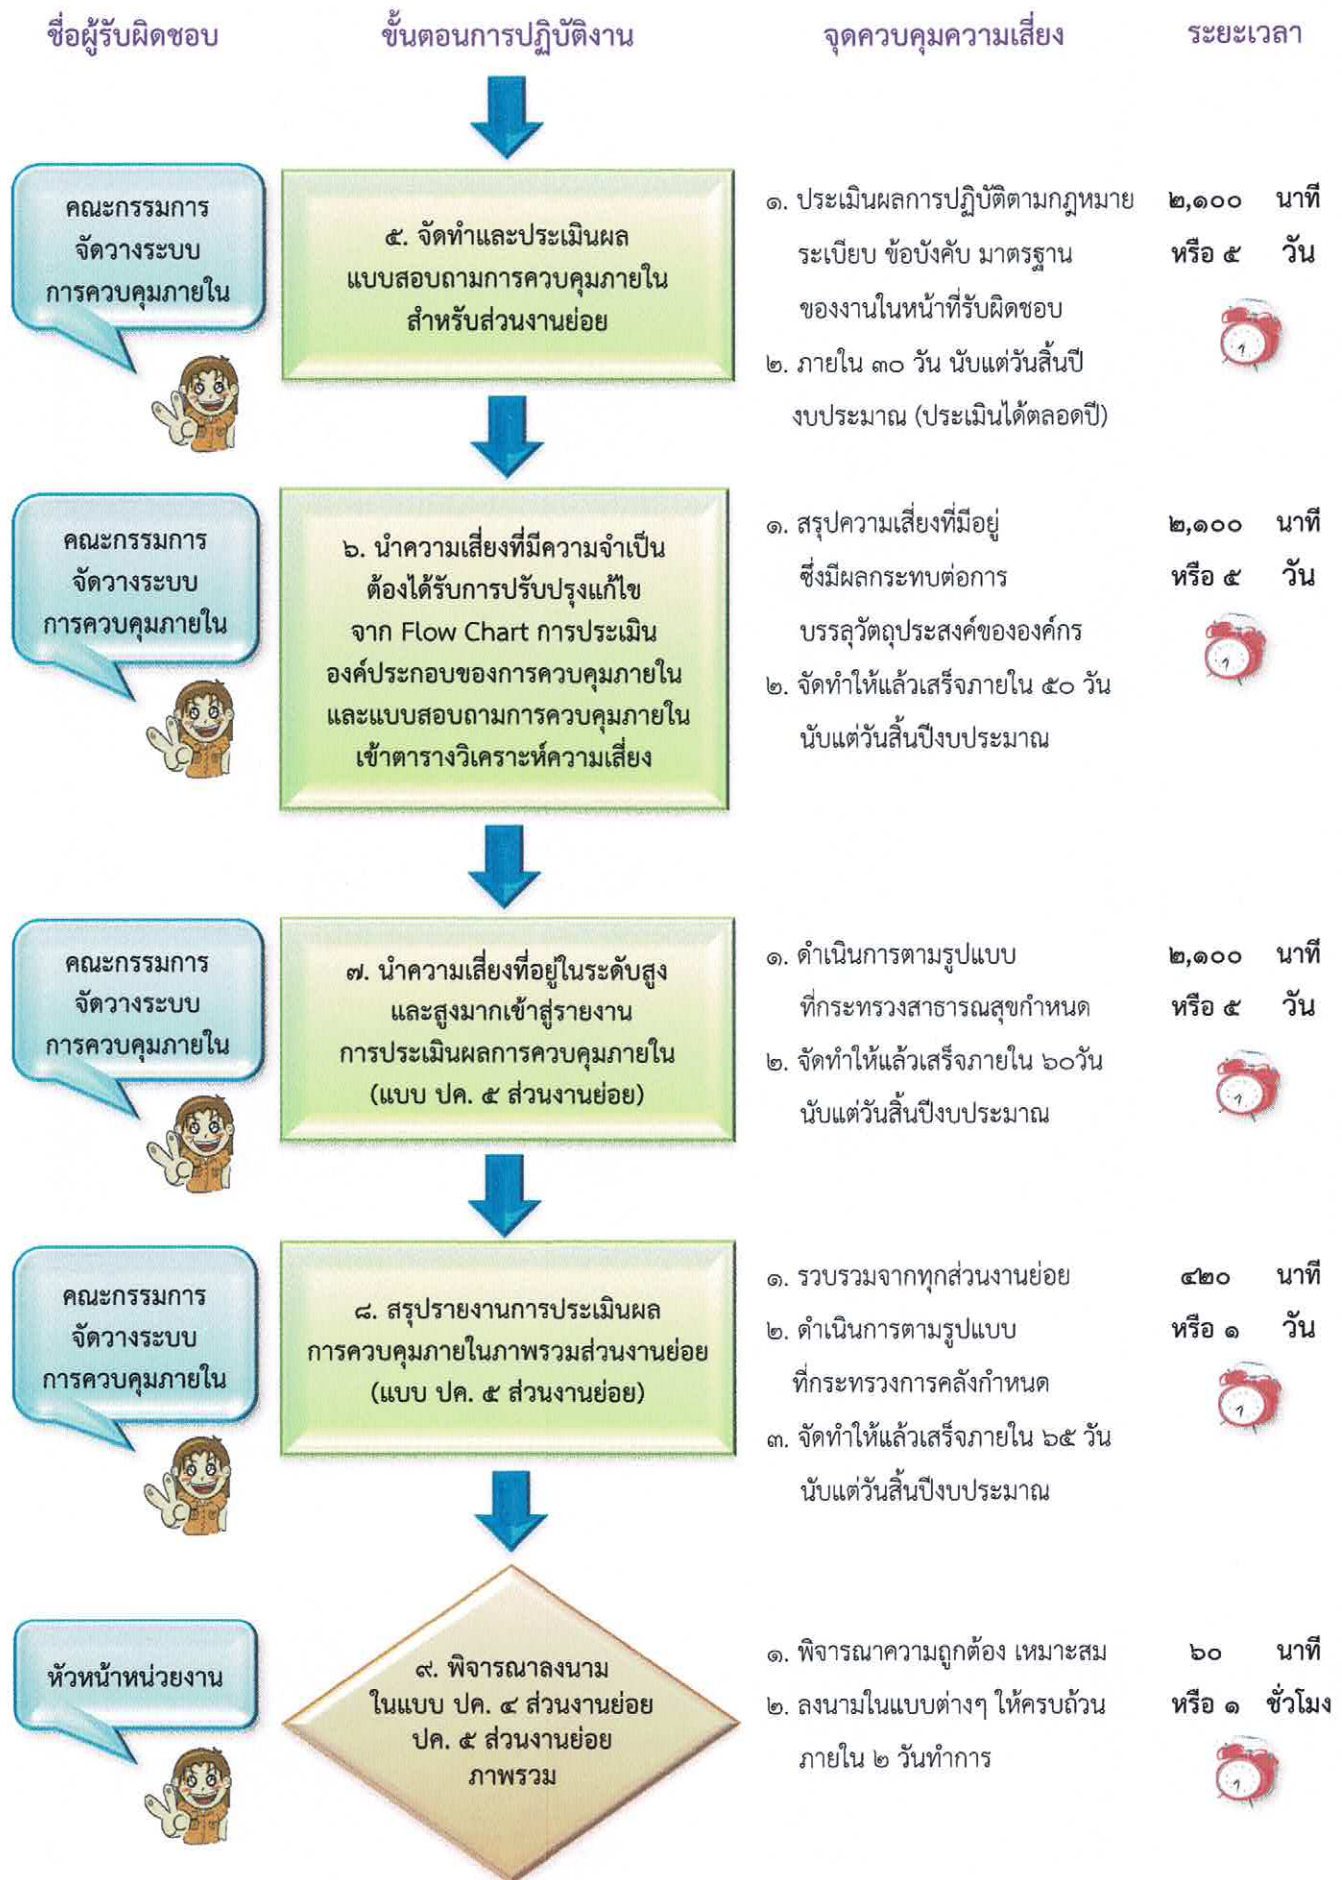 ชื่อผู้รับผิดชอบ ขั้นตอนการปฏิบัติงาน จุดควบคุมความเสี่ยง ระยะเวลา
คณะกรรมการ
จัดวางระบบ
การควบคุมภายใน
๕. จัดทำและประเมินผล
แบบสอบถามการควบคุมภายใน
สำหรับส่วนงานย่อย
๑. ประเมินผลการปฏิบัติตามกฎหมาย
ระเบียบ ข้อบังคับ มาตรฐาน
ของงานในหน้าที่รับผิดชอบ
๒. ภายใน ๓๐ วัน นับแต่วันสิ้นปี
งบประมาณ (ประเมินได้ตลอดปี)
๒,๑๐๐ นาที
หรือ ๕ วัน
คณะกรรมการ
จัดวางระบบ
การควบคุมภายใน
๖. นำความเสี่ยงที่มีความจำเป็น
ต้องได้รับการปรับปรุงแก้ไข
จาก Flow Chart การประเมิน
องค์ประกอบของการควบคุมภายใน
และแบบสอบถามการควบคุมภายใน
เข้าตารางวิเคราะห์ความเสี่ยง
๑. สรุปความเสี่ยงที่มีอยู่
ซึ่งมีผลกระทบต่อการ
บรรลุวัตถุประสงค์ขององค์กร
๒. จัดทำให้แล้วเสร็จภายใน ๕๐ วัน
นับแต่วันสิ้นปีงบประมาณ
๒,๑๐๐ นาที
หรือ ๕ วัน
คณะกรรมการ
จัดวางระบบ
การควบคุมภายใน
๗. นำความเสี่ยงที่อยู่ในระดับสูง
และสูงมากเข้าสู่รายงาน
การประเมินผลการควบคุมภายใน
(แบบ ปค. ๕ ส่วนงานย่อย)
๑. ดำเนินการตามรูปแบบ
ที่กระทรวงสาธารณสุขกำหนด
๒. จัดทำให้แล้วเสร็จภายใน ๖๐วัน
นับแต่วันสิ้นปีงบประมาณ
๒,๑๐๐ นาที
หรือ ๕ วัน
คณะกรรมการ
จัดวางระบบ
การควบคุมภายใน
๘. สรุปรายงานการประเมินผล
การควบคุมภายในภาพรวมส่วนงานย่อย
(แบบ ปค. ๕ ส่วนงานย่อย)
๑. รวบรวมจากทุกส่วนงานย่อย
๒. ดำเนินการตามรูปแบบ
ที่กระทรวงการคลังกำหนด
๓. จัดทำให้แล้วเสร็จภายใน ๖๕ วัน
นับแต่วันสิ้นปีงบประมาณ
๔๒๐ นาที
หรือ ๑ วัน
หัวหน้าหน่วยงาน
๙. พิจารณาลงนาม
ในแบบ ปค. ๔ ส่วนงานย่อย
ปค. ๕ ส่วนงานย่อย
ภาพรวม
๑. พิจารณาความถูกต้อง เหมาะสม
๒. ลงนามในแบบต่างๆ ให้ครบถ้วน
ภายใน ๒ วันทำการ
๖๐ นาที
หรือ ๑ ชั่วโมง